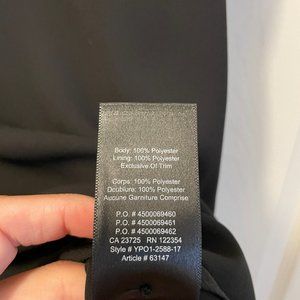 Body: 100% Polyester
Lining: 100% Polyester
Exclusive Of Trim
Corps: 100% Polyester
Doublure: 100% Polyester
Aucune Garniture Comprise
P.O. # 4500069460
P.O. # 4500069461
P.O. # 4500069462
CA 23725 RN 122354
Style # YPO1-2588-17
Article # 63147